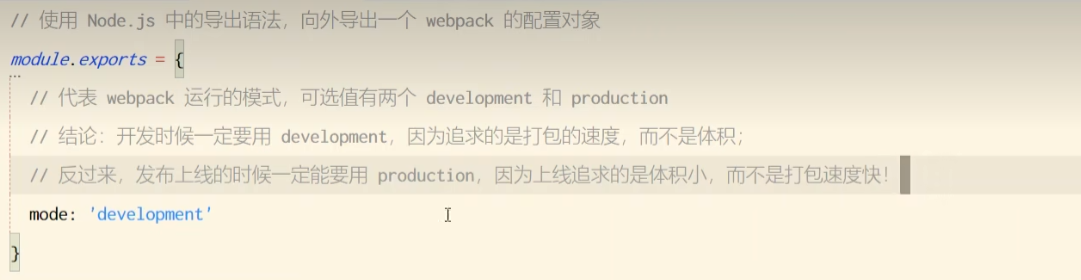 // 使用 Node.js 中的导出语法，向外导出一个 webpack 的配置对象
module.exports = {
// 代表 webpack 运行的模式，可选值有两个 development 和 production
// 结论：开发时候一定要用 development，因为追求的是打包的速度，而不是体积；
// 反过来，发布上线的时候一定能要用 production，因为上线追求的是体积小，而不是打包速度快！
mode: 'development'
}